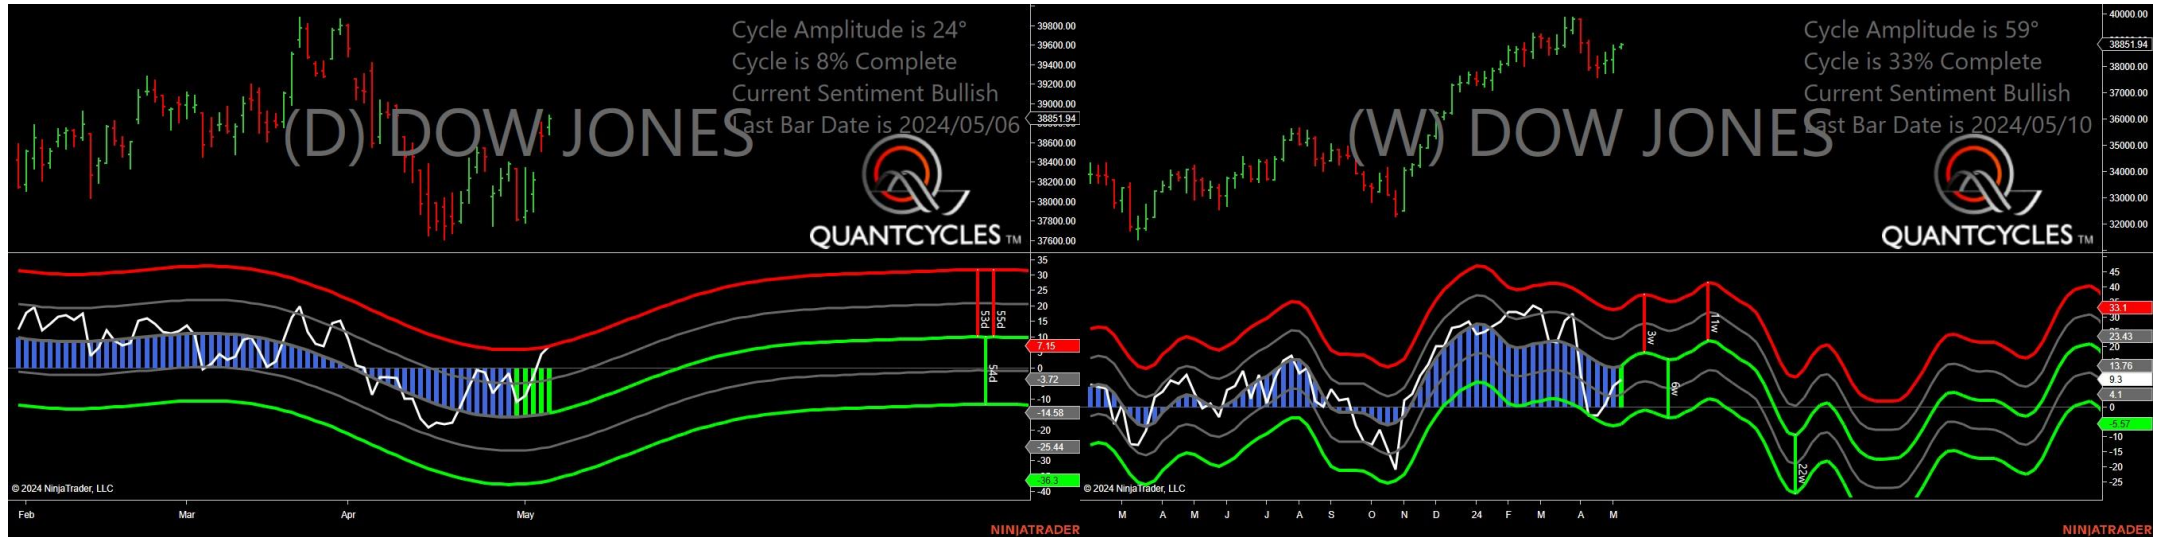 Cycle Amplitude is 24°
Cycle is 8% Complete
Current Sentiment Bullish
Last Bar Date is 2024/05/06
(D) DOW JONES
QUANTCYCLES TM
39800.00
39600.00
39400.00
39200.00
39000.00
38851.94
38600.00
38400.00
38200.00
38000.00
37800.00
37600.00
35
30
25
20
15
10
7.15
5
0
-3.72
-10
-14.58
-20
-25.44
-30
-36.3
-40
53d
55d
54d
© 2024 NinjaTrader, LLC
Feb
Mar
Apr
May
NINJATRADER
Cycle Amplitude is 59°
Cycle is 33% Complete
Current Sentiment Bullish
Last Bar Date is 2024/05/10
(W) DOW JONES
QUANTCYCLES TM
40000.00
38851.94
38000.00
37000.00
36000.00
35000.00
34000.00
33000.00
32000.00
45
40
33.1
30
23.43
20
13.76
9.3
4.1
0
-5.57
-10
-15
-20
-25
3w
11w
6w
22w
© 2024 NinjaTrader, LLC
M
A
M
J
J
A
S
O
N
D
24
F
M
A
M
NINJATRADER